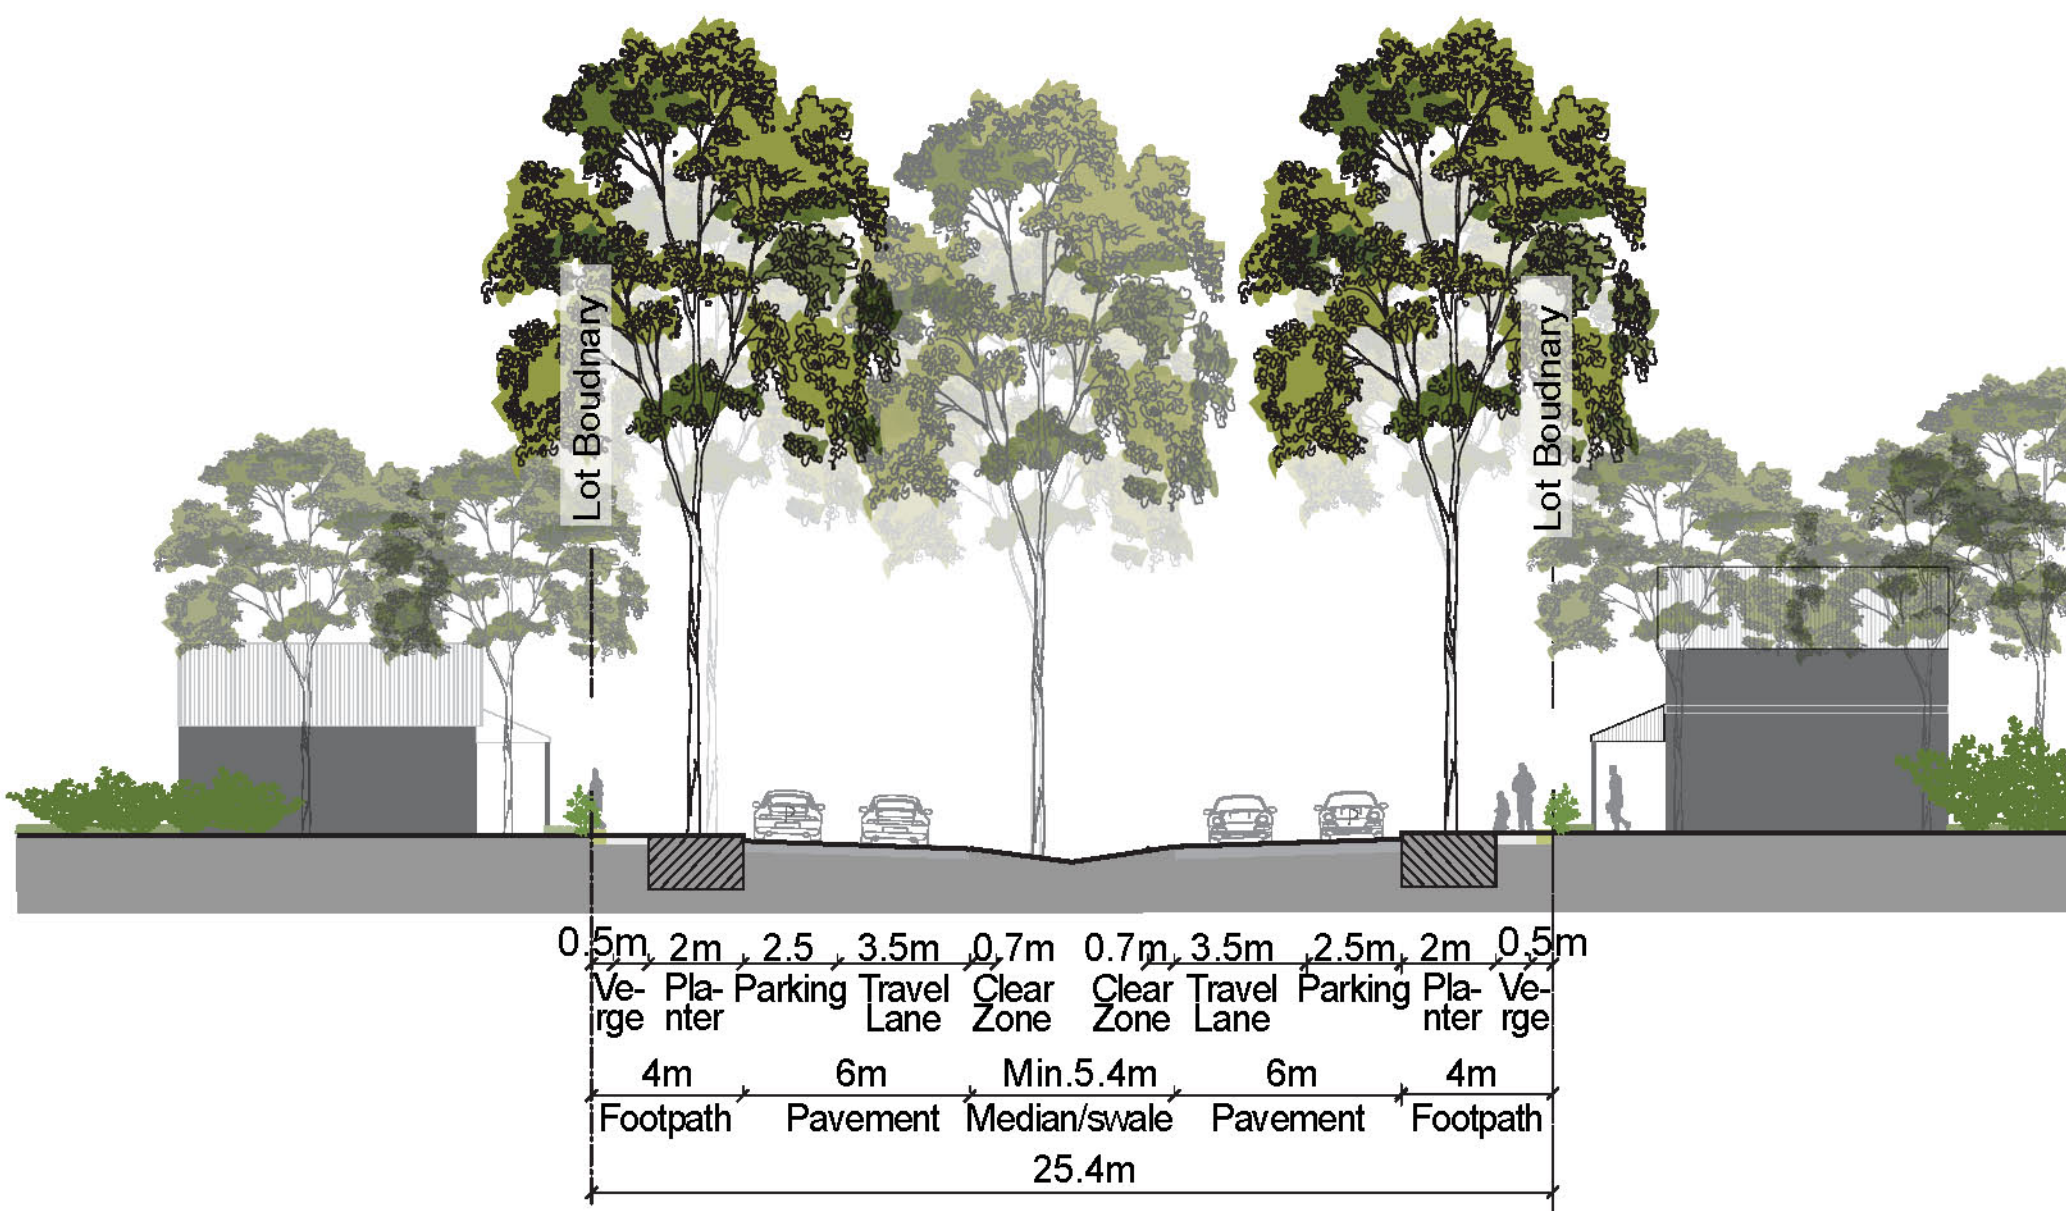 Lot Boudnary
Lot Boudnary
P
P
0.5m 2m 2.5 3.5m 0.7m 0.7m 3.5m 2.5m 2m 0.5m
Ve- Pla- Parking Travel Clear Clear Travel Parking Pla- Ve-
rge nter Lane Zone Zone Lane nter rge
4m 6m Min.5.4m 6m 4m
Footpath Pavement Median/swale Pavement Footpath
25.4m